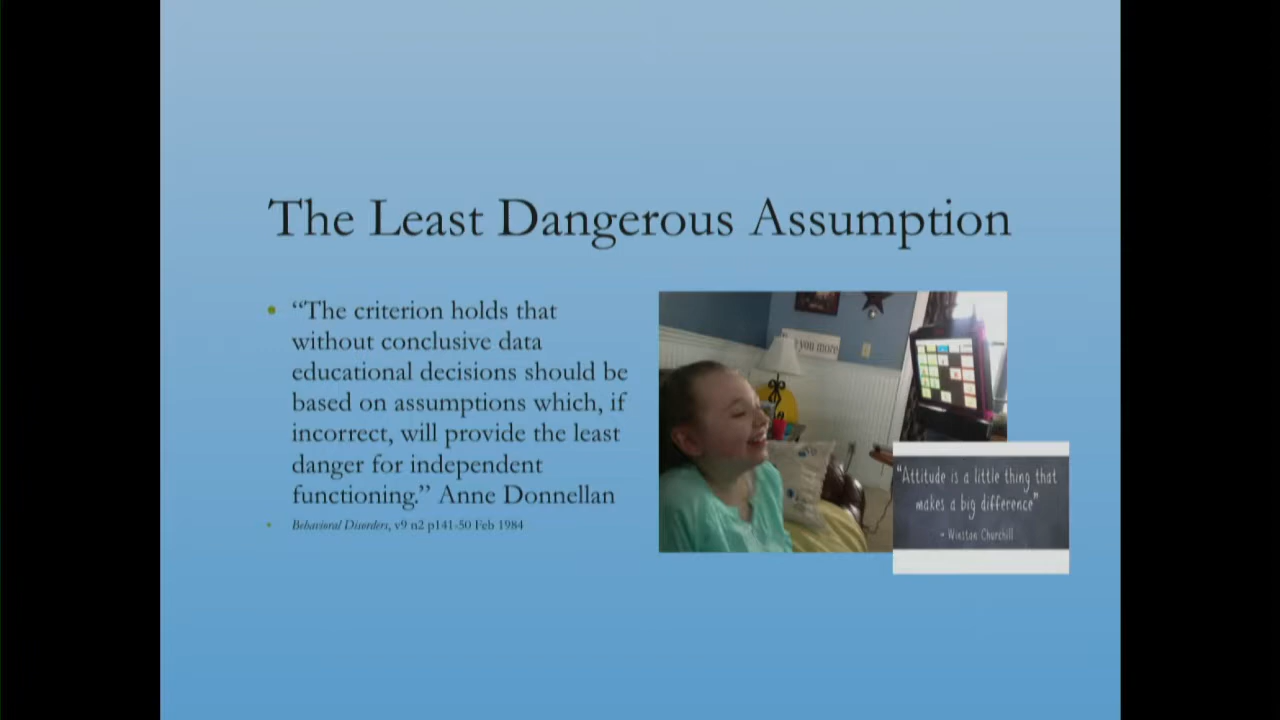 The Least Dangerous Assumption
“The criterion holds that
without conclusive data
educational decisions should be
based on assumptions which, if
incorrect, will provide the least
danger for independent
functioning.” Anne Donnellan
Behavioral Disorders, v9 n2 p141-50 Feb 1984
you more
"Attitude is a little thing that
makes a big difference"
- Winston Churchill